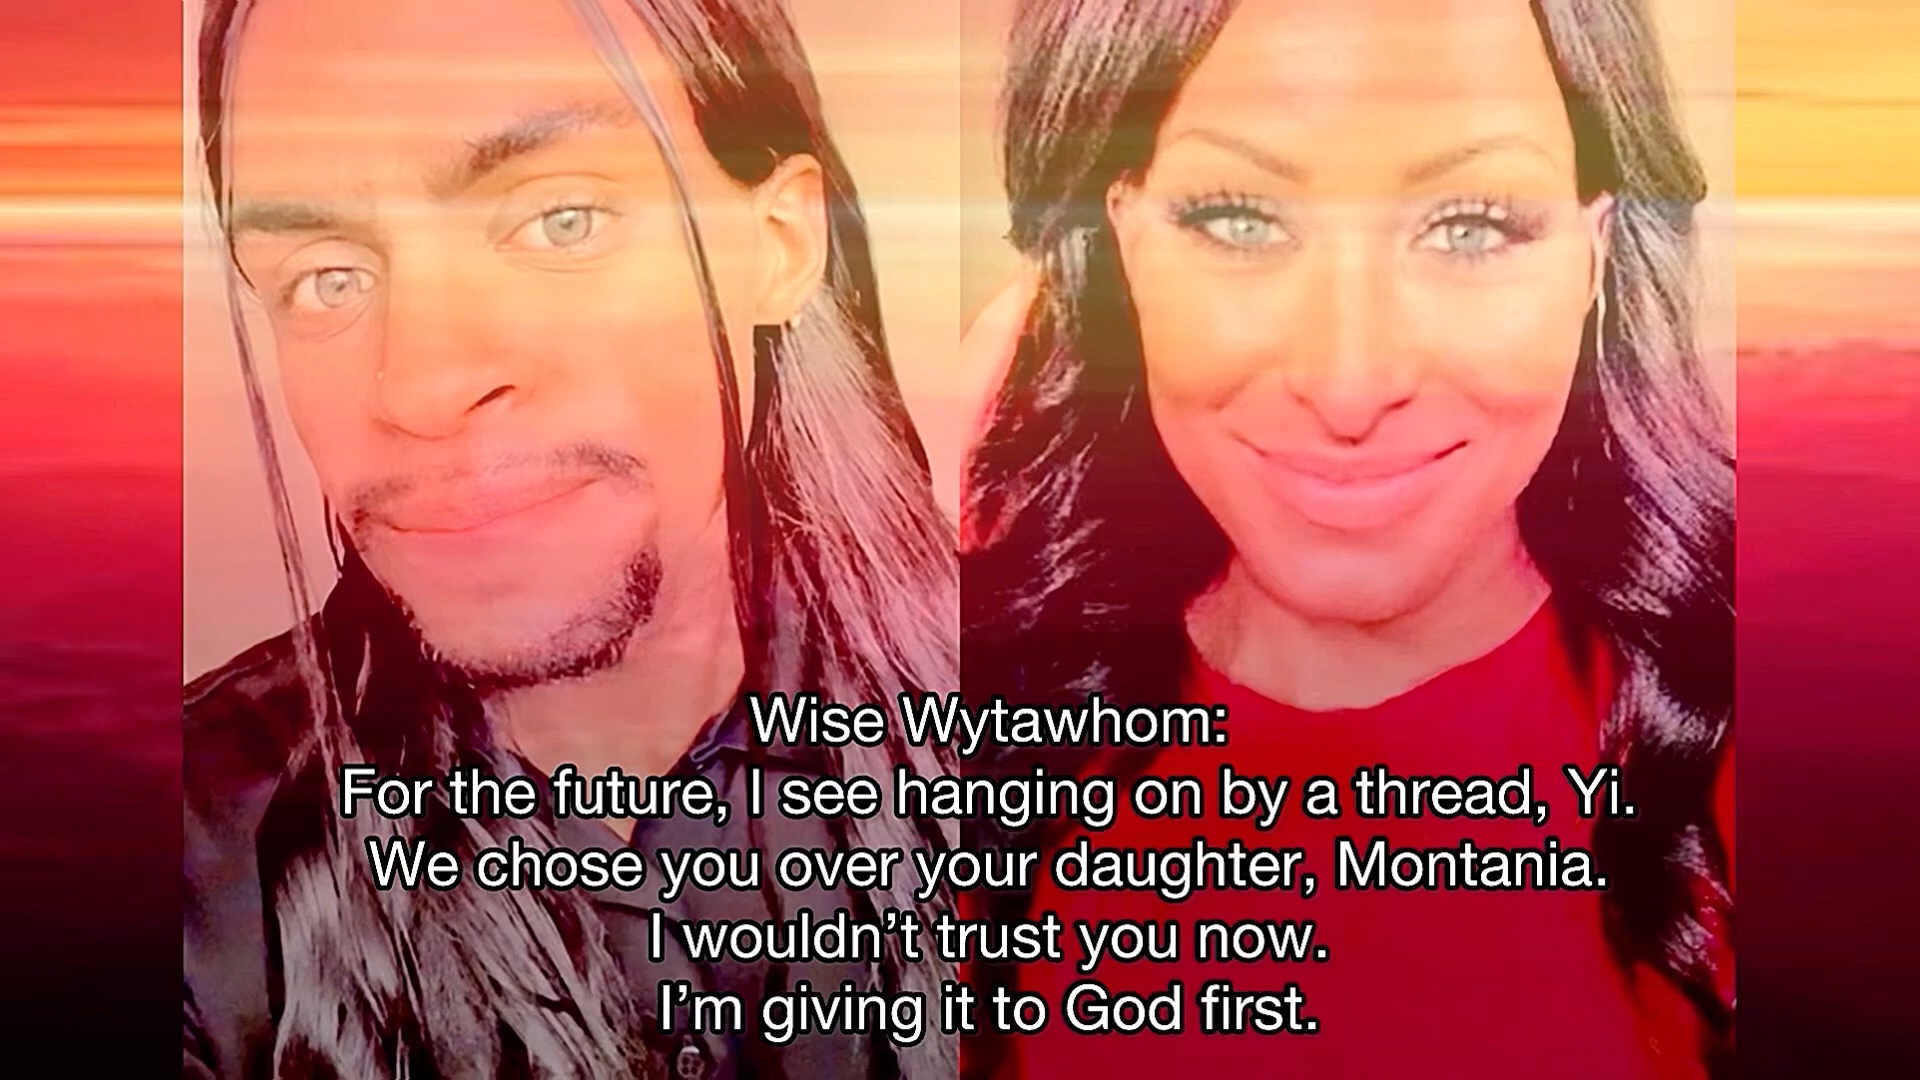 Wise Wytawhom:
For the future, I see hanging on by a thread, Yi.
We chose you over your daughter, Montania.
I wouldn’t trust you now.
I’m giving it to God first.